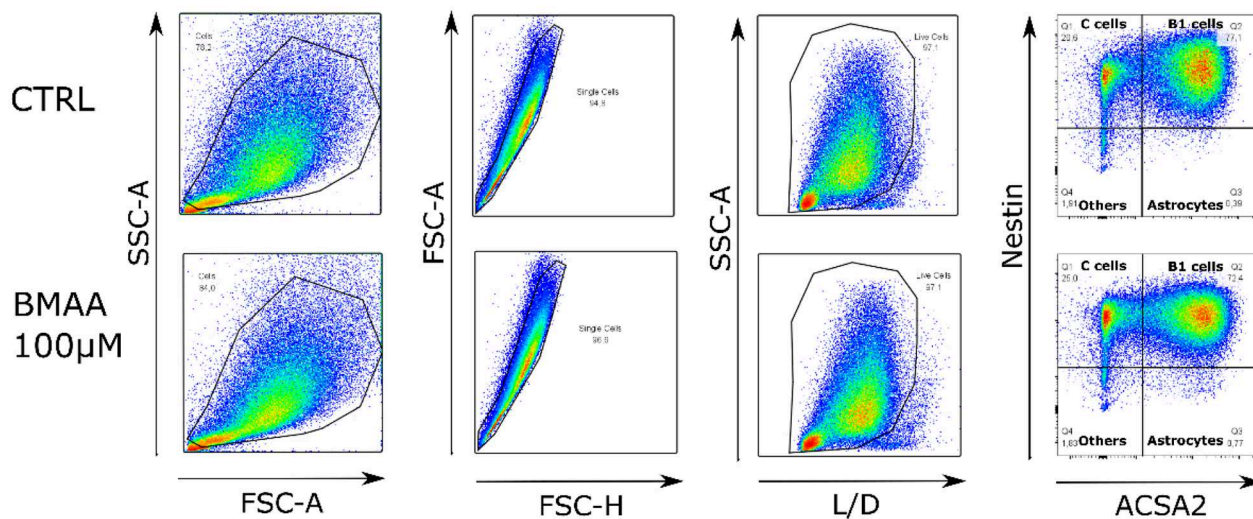 CTRL
SSC-A
Cells
78,2
FSC-A
Single Cells
94,8
SSC-A
Live Cells
97,1
Nestin
Q1
20,6
C cells
B1 cells
Q2
77,1
Q4
1,91
Others
Astrocytes
Q3
0,39
BMAA
100µM
Cells
84,0
Single Cells
96,6
Live Cells
97,1
Q1
25,0
C cells
B1 cells
Q2
72,4
Q4
1,83
Others
Astrocytes
Q3
0,77
FSC-A
FSC-H
L/D
ACSA2